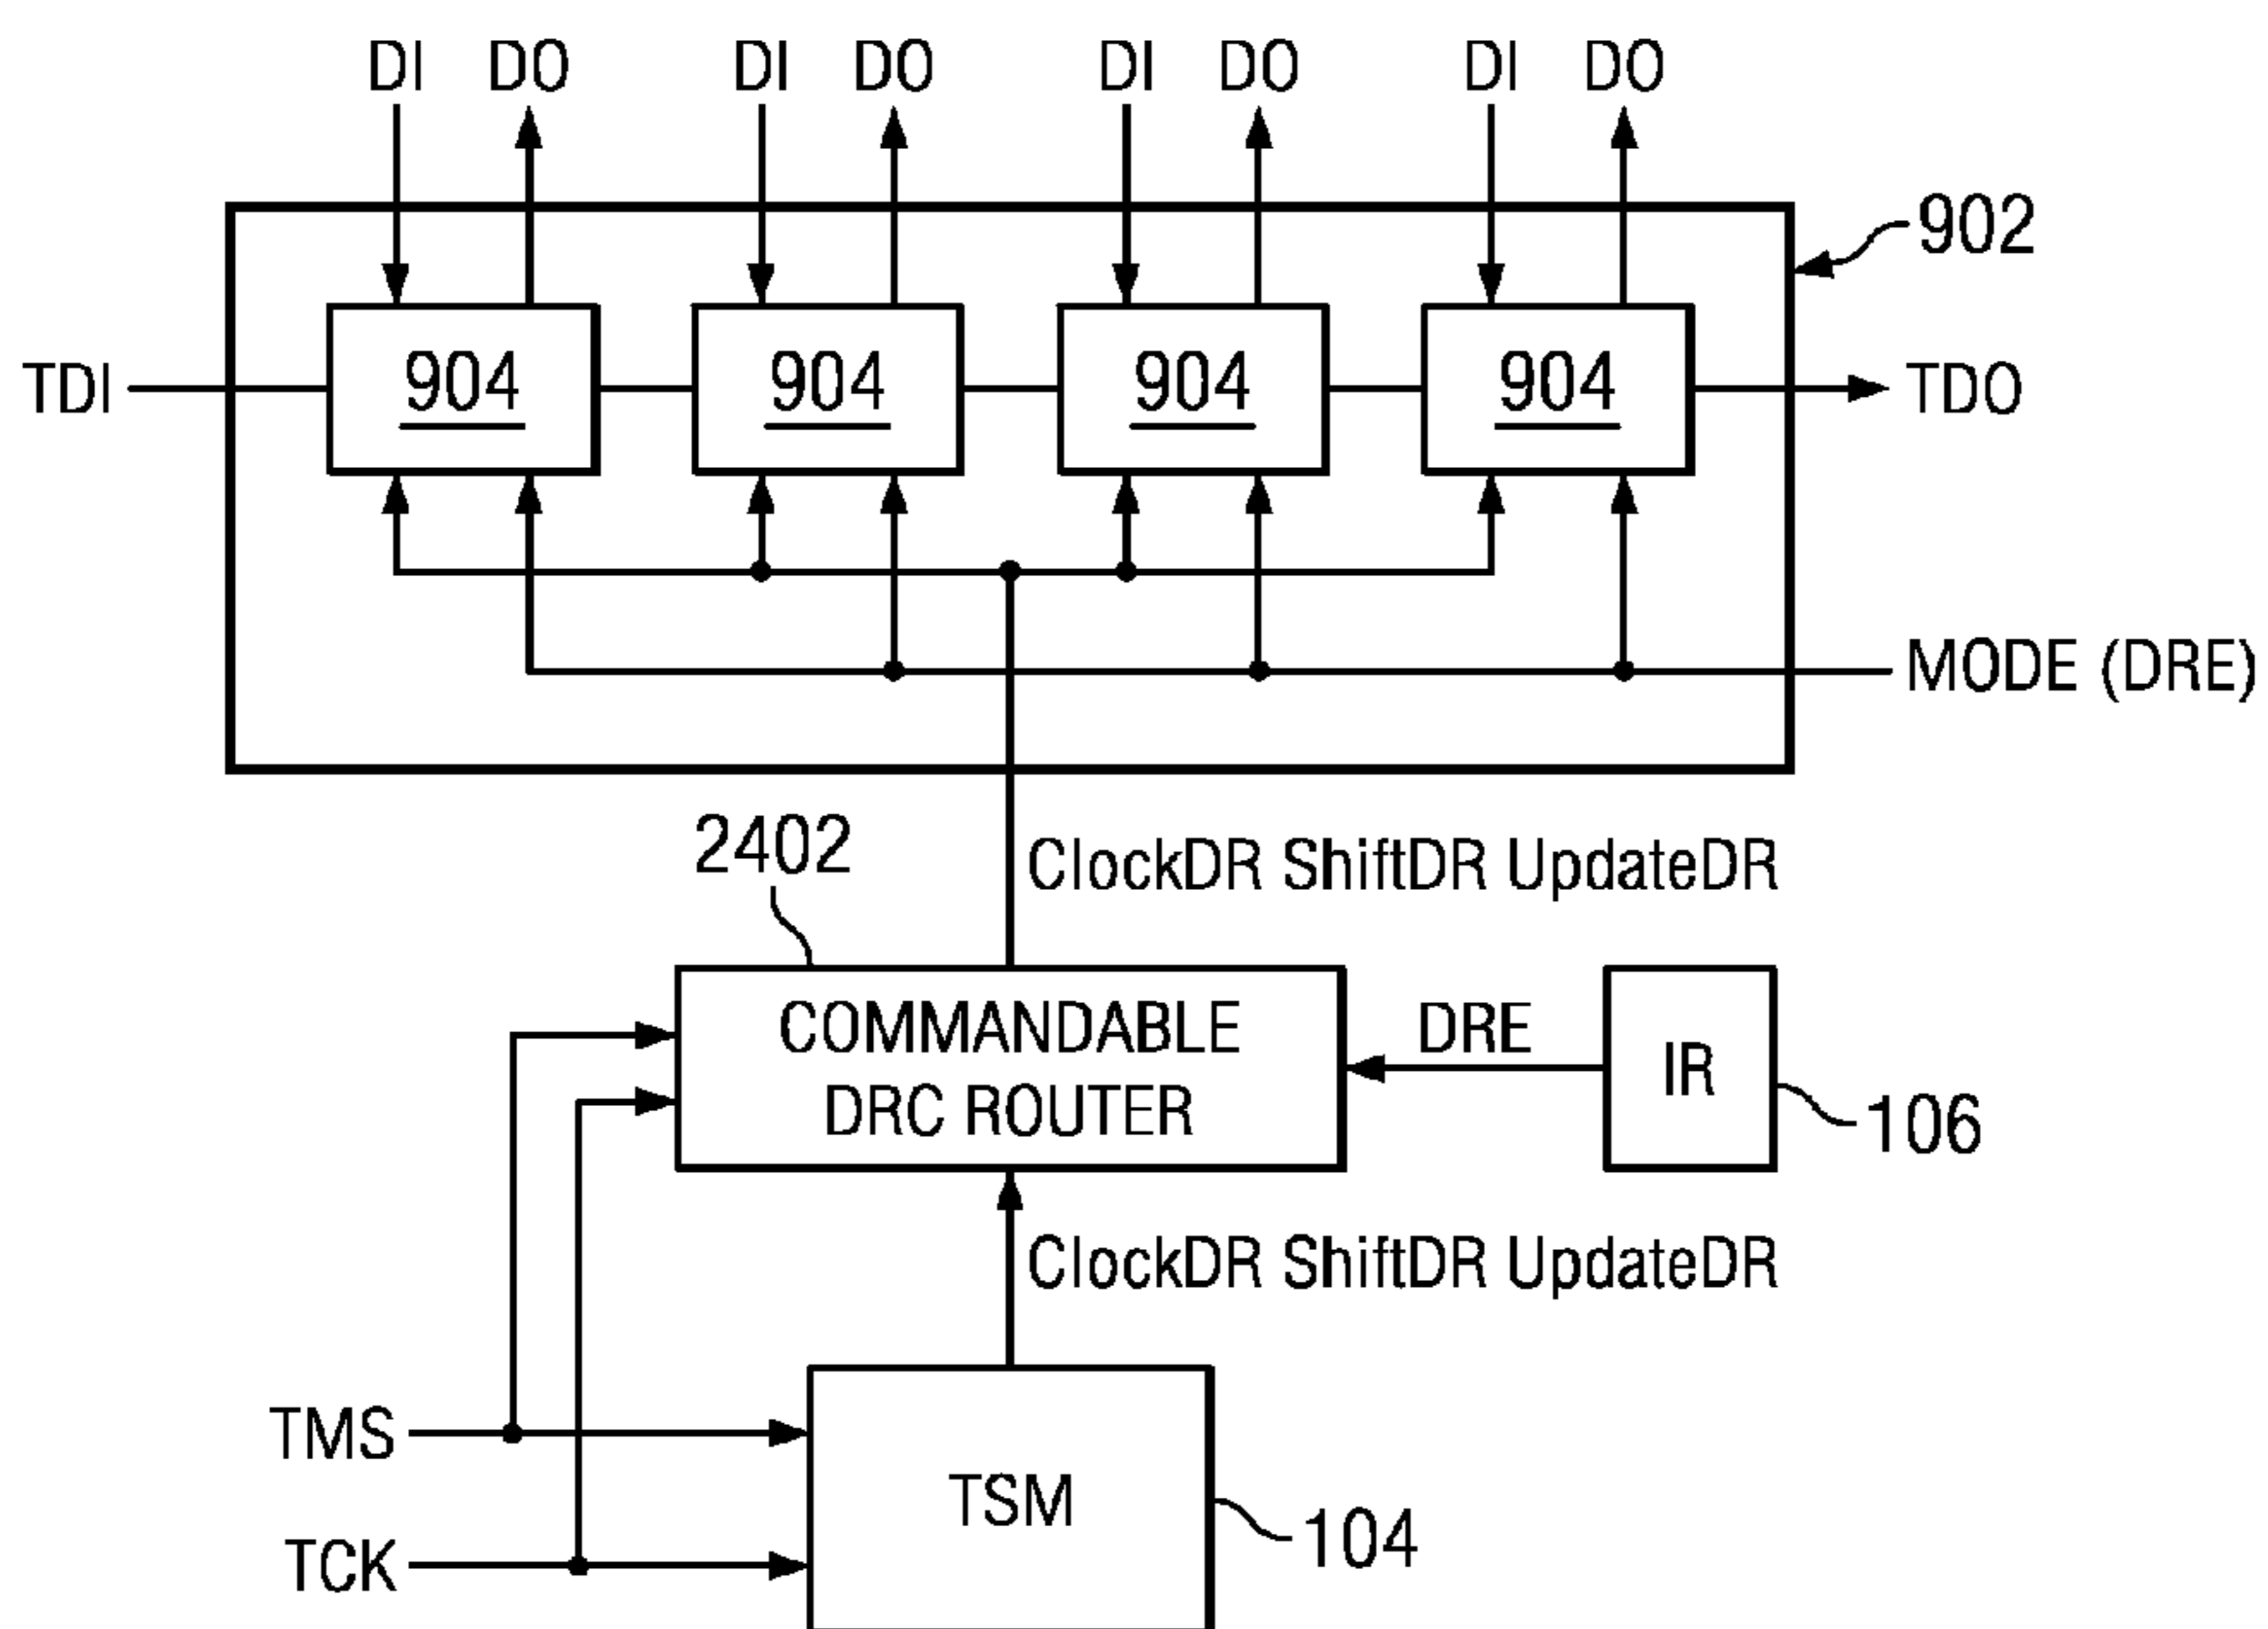 DI DO DI DO DI DO DI DO
902
TDI 904 904 904 904 TDO
MODE (DRE)
2402
ClockDR ShiftDR UpdateDR
COMMANDABLE
DRC ROUTER
DRE
IR
106
ClockDR ShiftDR UpdateDR
TMS
TSM
TCK
104